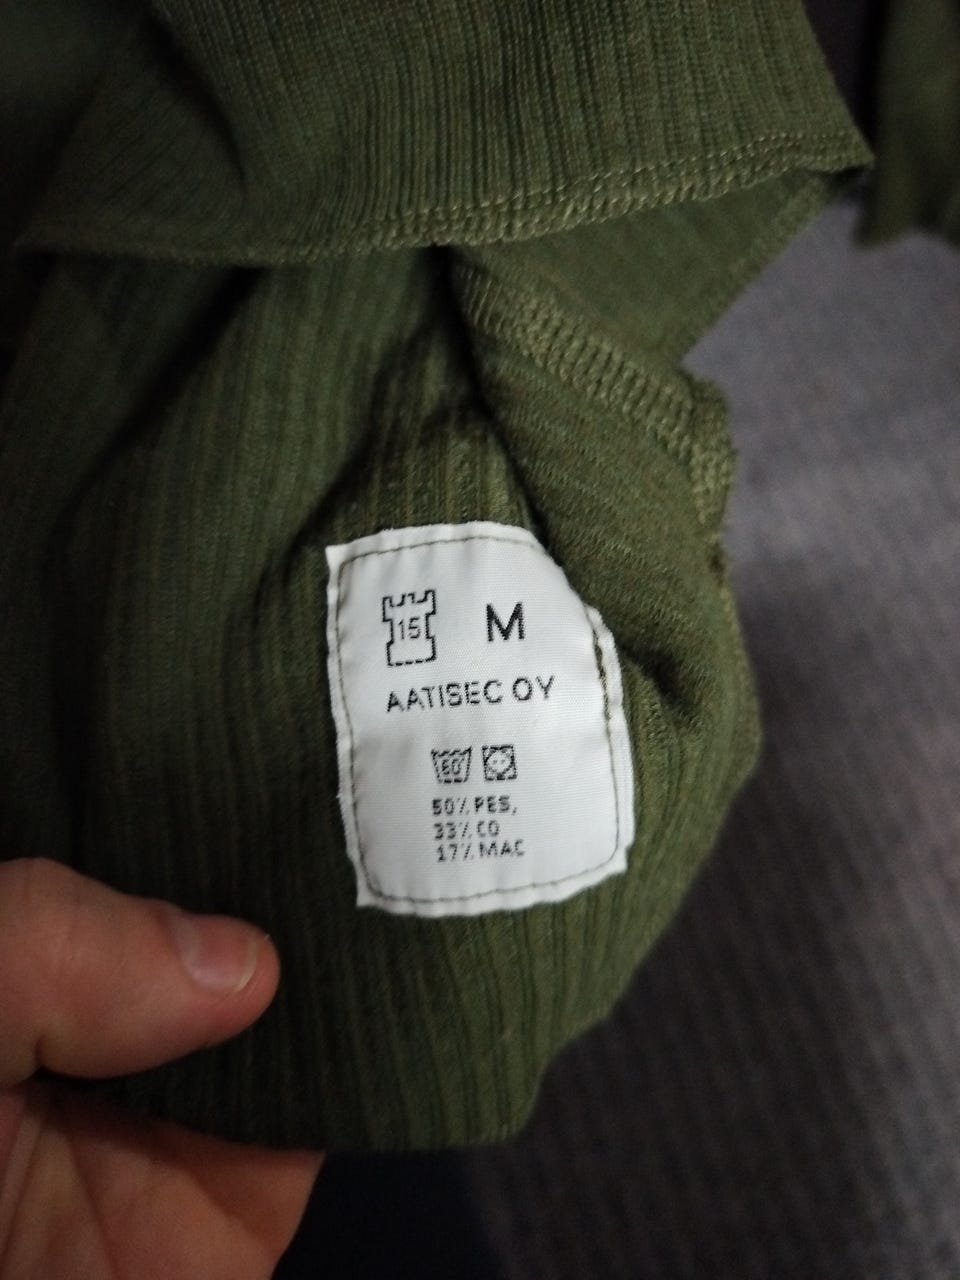 15 M
AATISEC OY
60°
50% PES,
33% CO
17% MAC